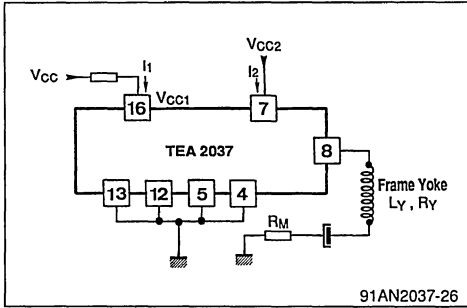 VCC2
VCC
I1
I2
16
VCC1
7
TEA 2037
8
13
12
5
4
Frame Yoke
LY , RY
RM
91AN2037-26